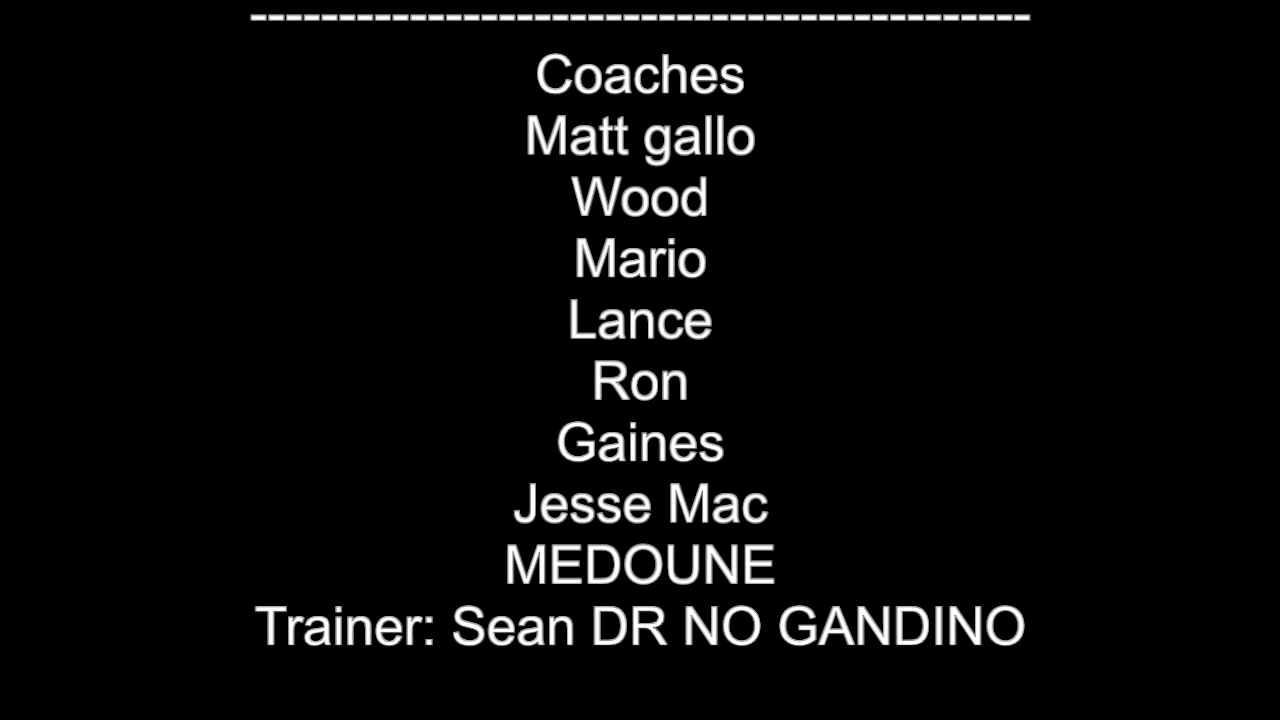 --------------------------------------------
Coaches
Matt gallo
Wood
Mario
Lance
Ron
Gaines
Jesse Mac
MEDOUNE
Trainer: Sean DR NO GANDINO